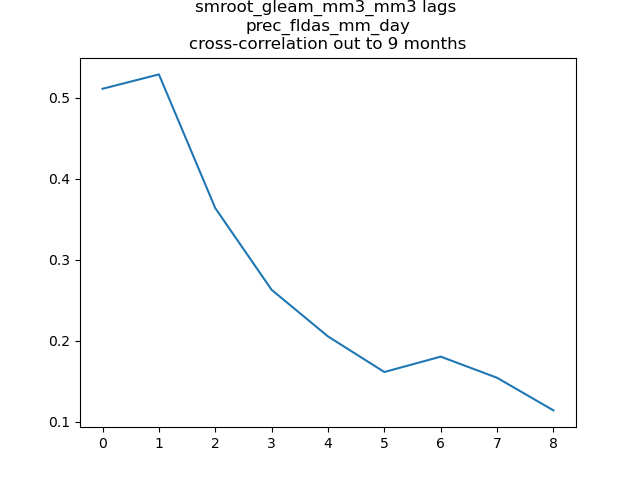 smroot_gleam_mm3_mm3 lags
prec_fldas_mm_day
cross-correlation out to 9 months
0.5
0.4
0.3
0.2
0.1
0 1 2 3 4 5 6 7 8